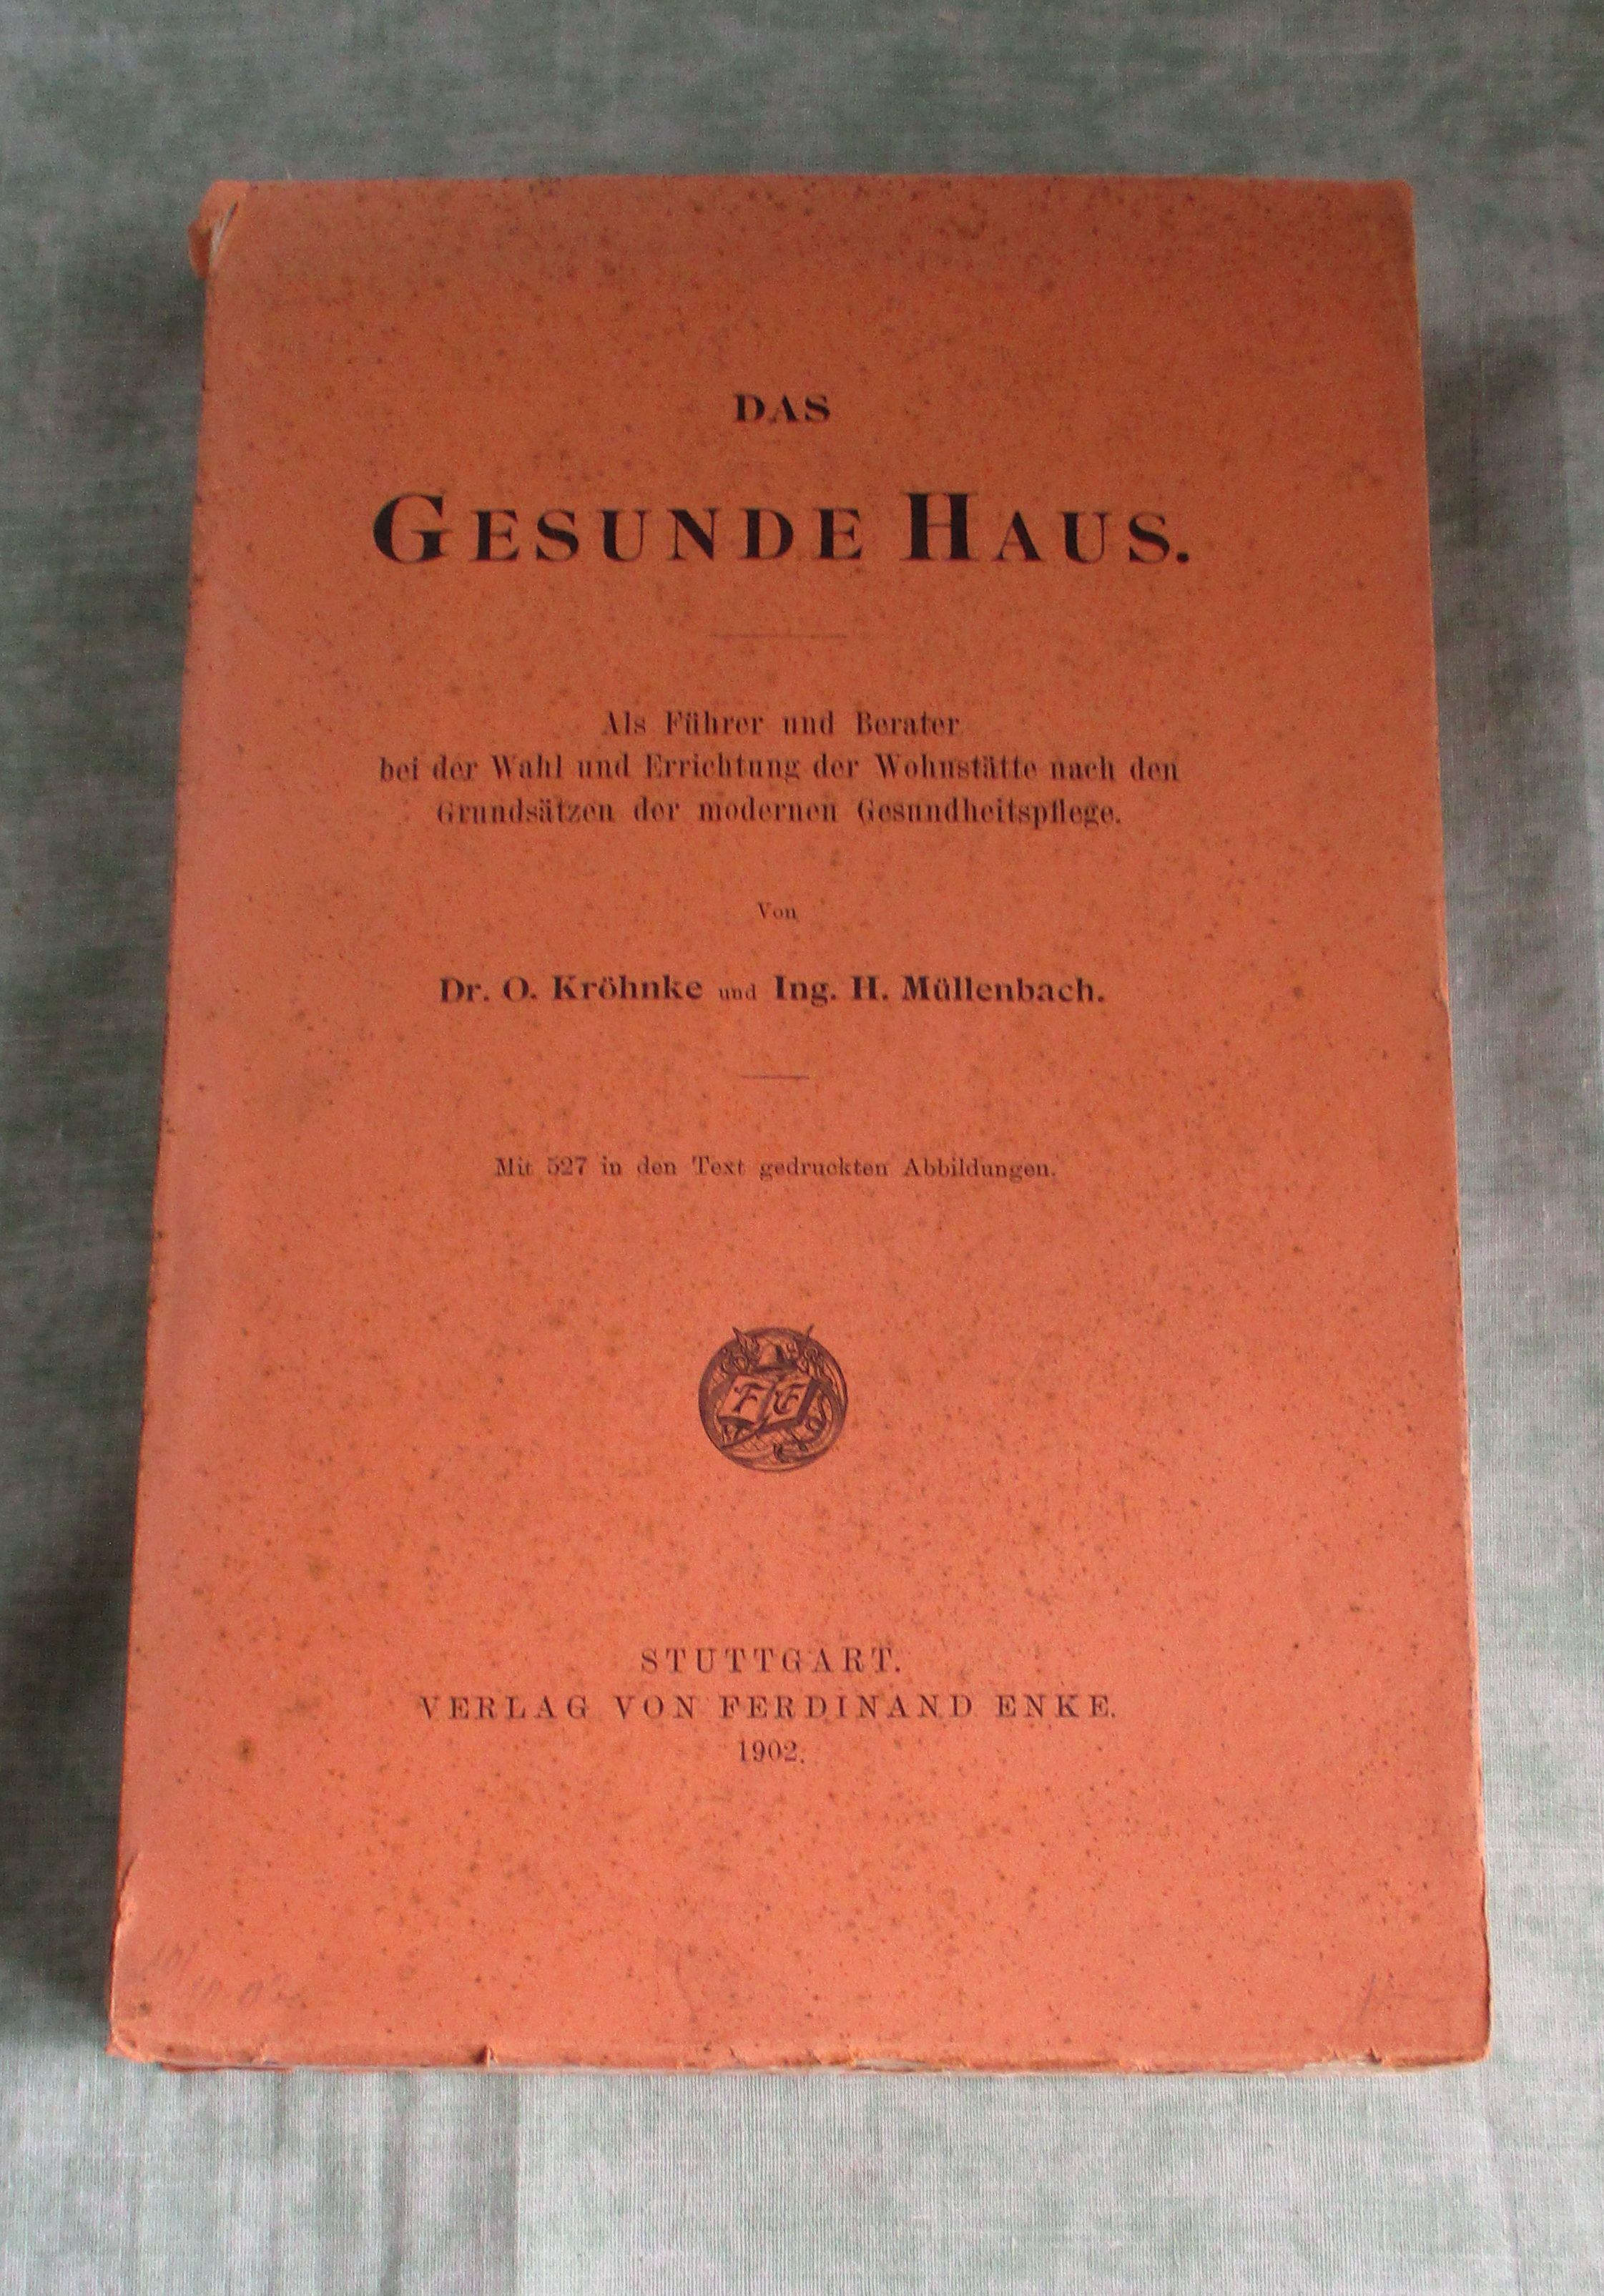 DAS
GESUNDE HAUS.
Als Führer und Berater
bei der Wahl und Errichtung der Wohnstätte nach den
Grundsätzen der modernen Gesundheitspflege.
Von
Dr. O. Kröhnke und Ing. H. Müllenbach.
Mit 527 in den Text gedruckten Abbildungen.
F E
STUTTGART.
VERLAG VON FERDINAND ENKE.
1902.